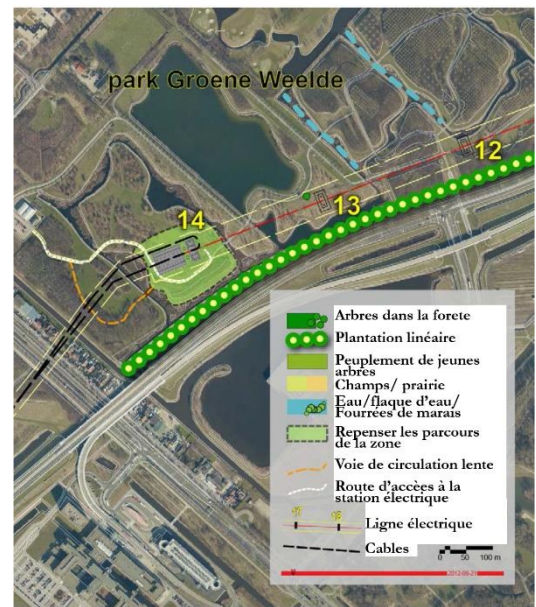 park Groene Weelde
12
13
14
Arbres dans la forete
Plantation linéaire
Peuplement de jeunes
arbrès
Champs/ prairie
Eau/flaque d'eau/
Fourrées de marais
Repenser les parcours
de la zone
Voie de circulation lente
Route d'accèes à la
station électrique
Ligne électrique
Cables
0 50 100 m